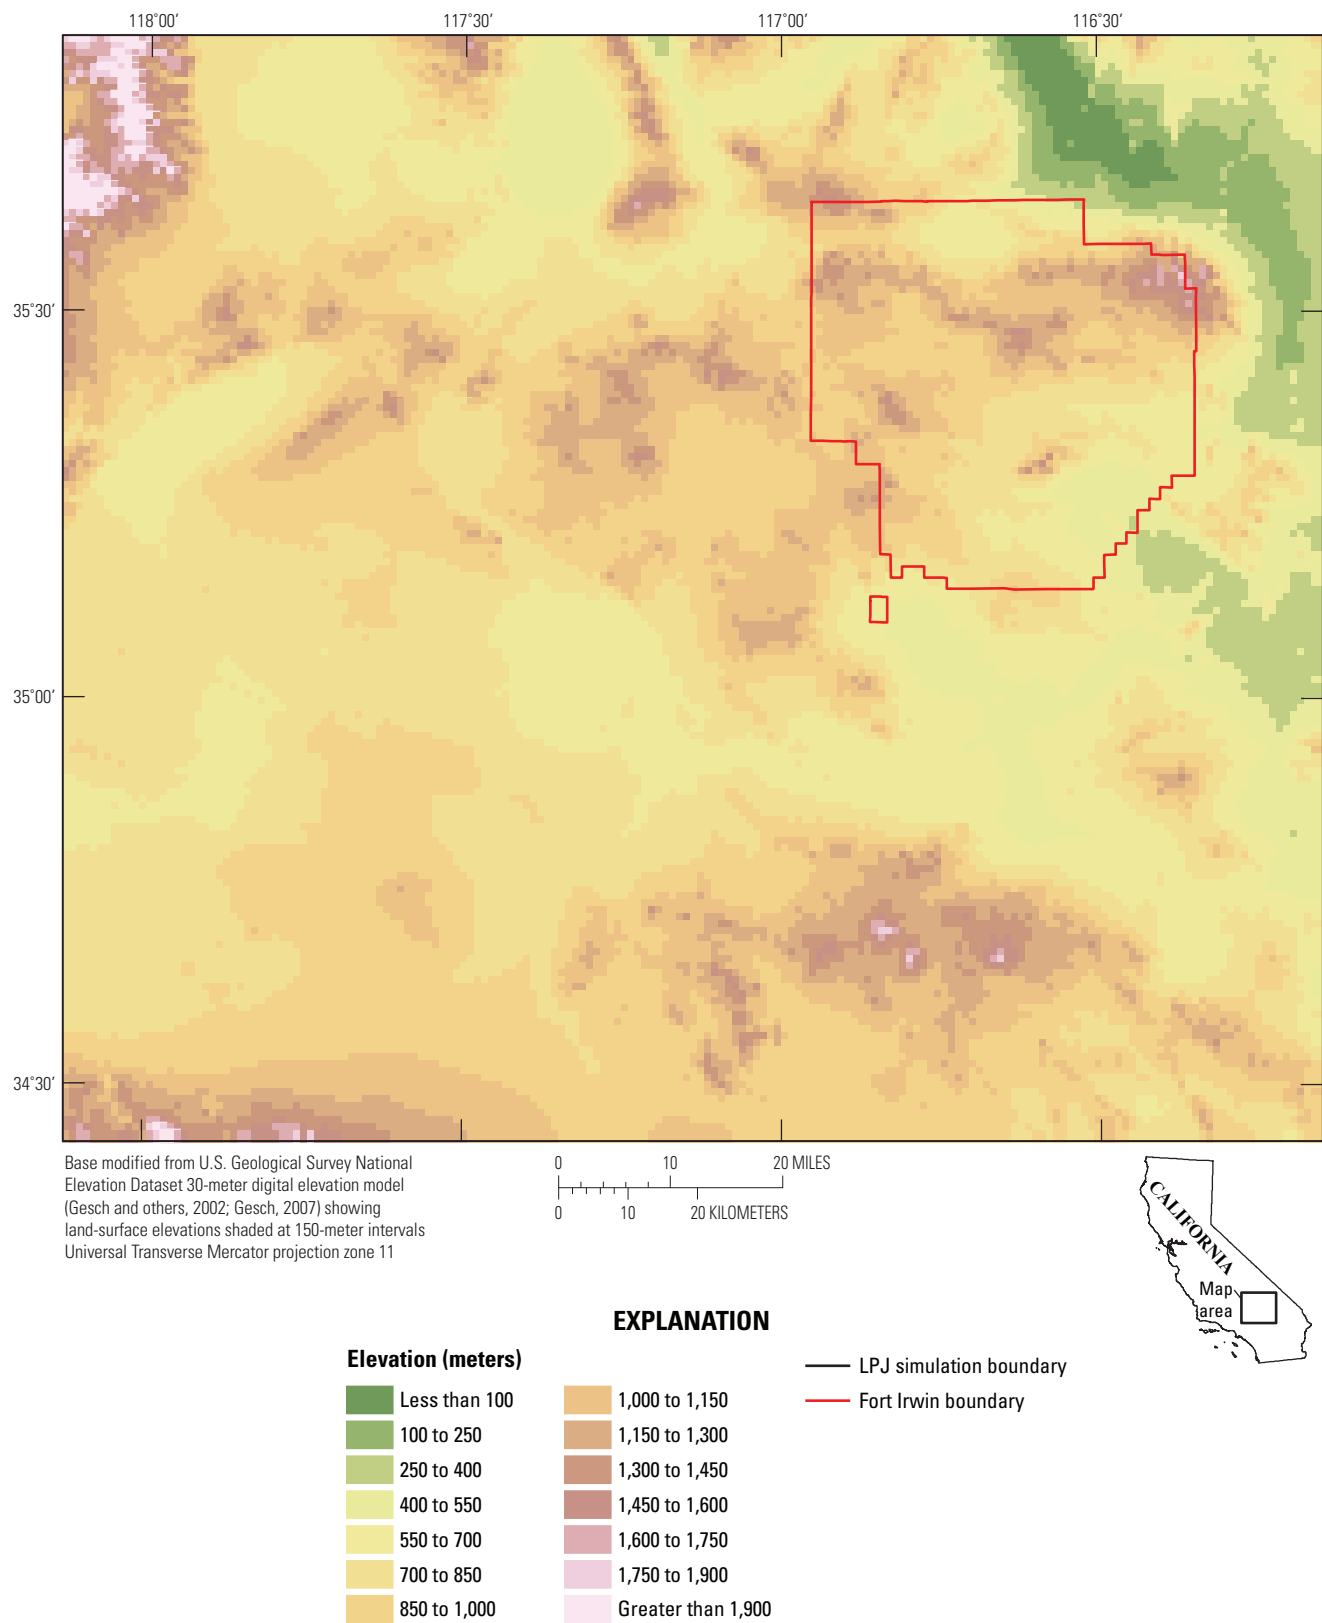 118°00′ 117°30′ 117°00′ 116°30′
35°30′
35°00′
34°30′
Base modified from U.S. Geological Survey National
Elevation Dataset 30-meter digital elevation model
(Gesch and others, 2002; Gesch, 2007) showing
land-surface elevations shaded at 150-meter intervals
Universal Transverse Mercator projection zone 11
0 10 20 MILES
0 10 20 KILOMETERS
CALIFORNIA
Map
area
EXPLANATION
Elevation (meters)
Less than 100
100 to 250
250 to 400
400 to 550
550 to 700
700 to 850
850 to 1,000
1,000 to 1,150
1,150 to 1,300
1,300 to 1,450
1,450 to 1,600
1,600 to 1,750
1,750 to 1,900
Greater than 1,900
LPJ simulation boundary
Fort Irwin boundary